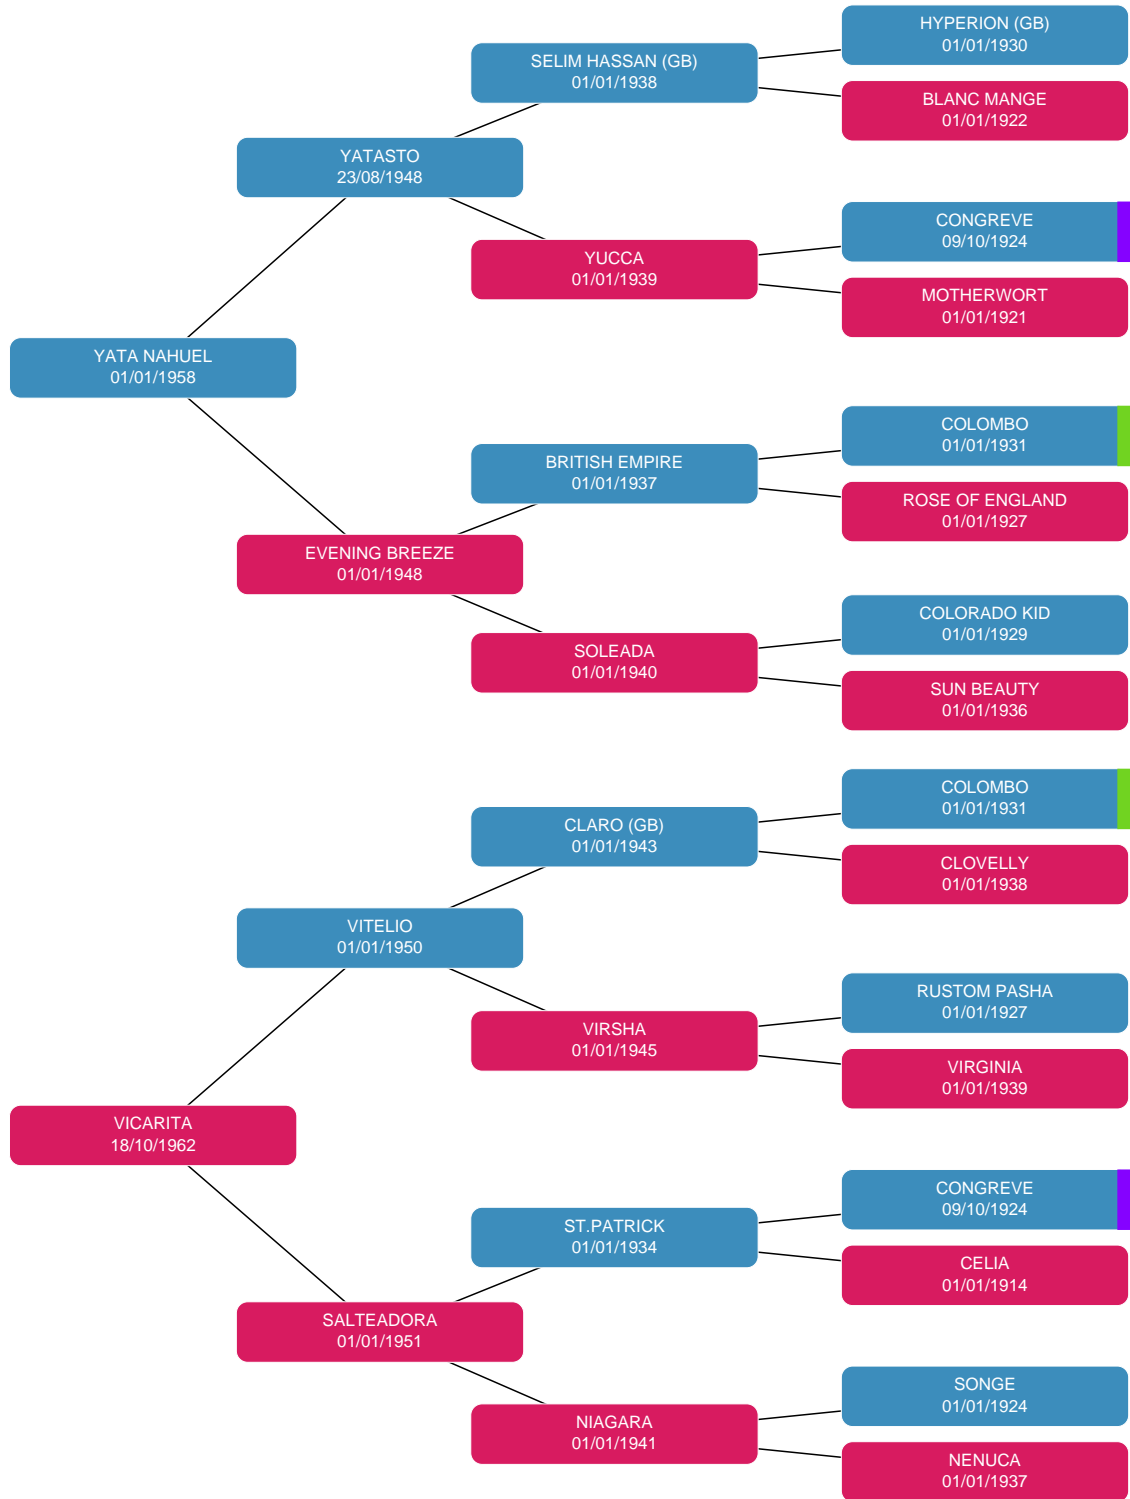 HYPERION (GB)
01/01/1930
SELIM HASSAN (GB)
01/01/1938
BLANC MANGE
01/01/1922
YATASTO
23/08/1948
CONGREVE
09/10/1924
YUCCA
01/01/1939
MOTHERWORT
01/01/1921
YATA NAHUEL
01/01/1958
COLOMBO
01/01/1931
BRITISH EMPIRE
01/01/1937
ROSE OF ENGLAND
01/01/1927
EVENING BREEZE
01/01/1948
COLORADO KID
01/01/1929
SOLEADA
01/01/1940
SUN BEAUTY
01/01/1936
COLOMBO
01/01/1931
CLARO (GB)
01/01/1943
CLOVELLY
01/01/1938
VITELIO
01/01/1950
RUSTOM PASHA
01/01/1927
VIRSHA
01/01/1945
VIRGINIA
01/01/1939
VICARITA
18/10/1962
CONGREVE
09/10/1924
ST.PATRICK
01/01/1934
CELIA
01/01/1914
SALTEADORA
01/01/1951
SONGE
01/01/1924
NIAGARA
01/01/1941
NENUCA
01/01/1937